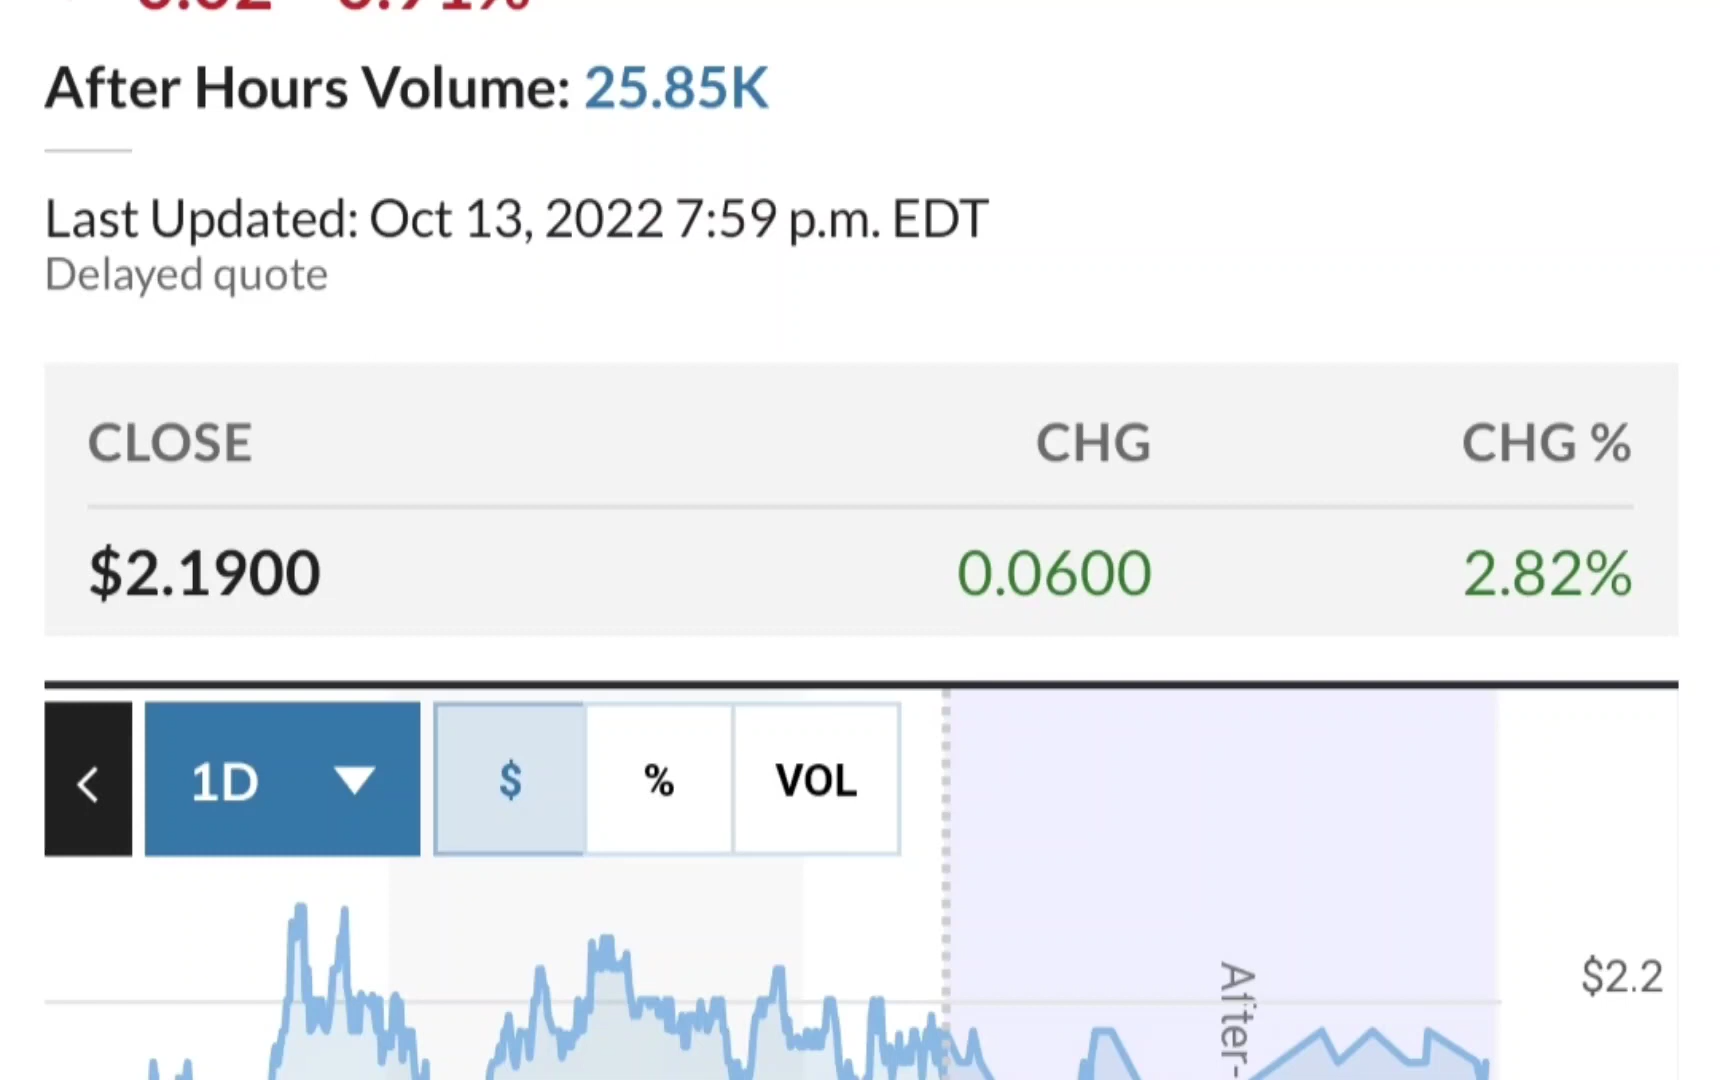 After Hours Volume: 25.85K
Last Updated: Oct 13, 2022 7:59 p.m. EDT
Delayed quote
CLOSE CHG CHG %
$2.1900 0.0600 2.82%
1D $ % VOL
$2.2
After-